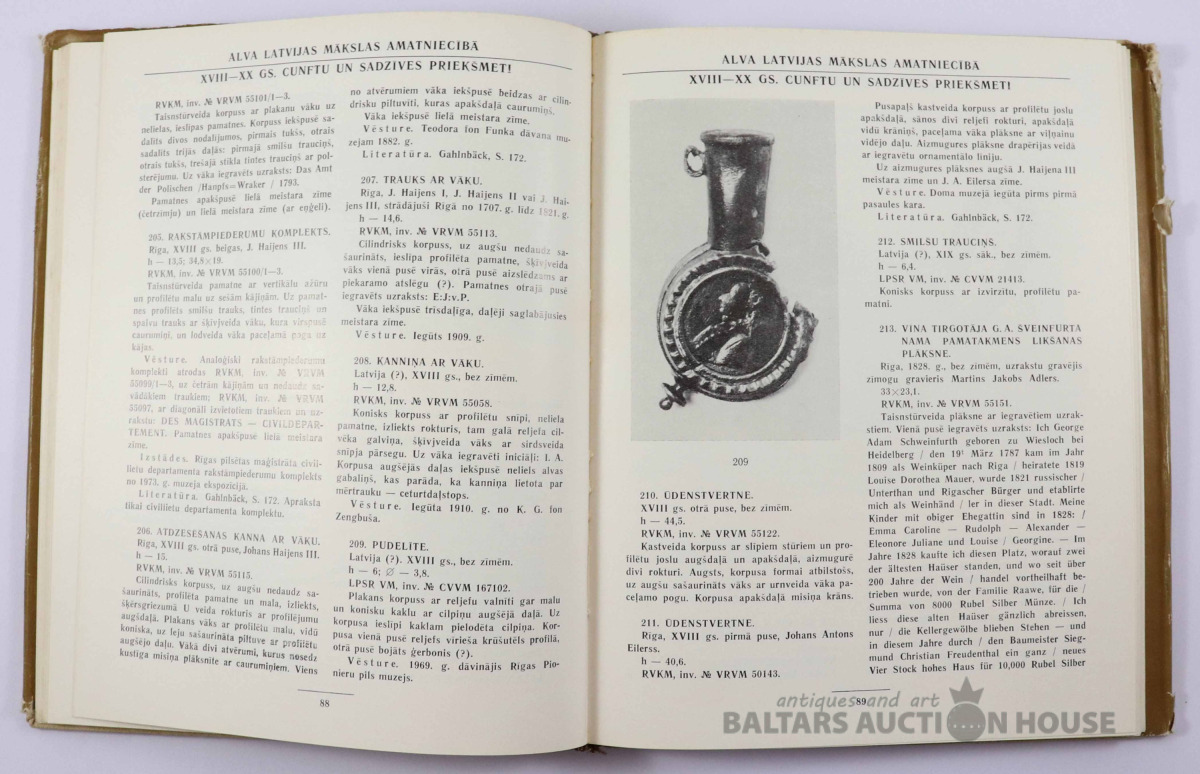 ALVA LATVIJAS MĀKSLAS AMATNIECĪBĀ
XVIII—XX GS. CUNFTU UN SADZĪVES PRIEKŠMETI
RVKM, inv. № VRVM 55101/1—3.
Taisnstūrveida korpuss ar plakanu vāku uz
nelielas, ieslīpas pamatnes. Korpuss iekšpusē sa-
dalīts divos nodalījumos, pirmais tukšs, otrais
sadalīts trijās daļās: pirmajā smilšu trauciņš,
otrais tukšs, trešajā stikla tintes trauciņš ar pol-
sterējumu. Uz vāka iegravēts uzraksts: Das Amt
der Polischen /Hanpfs=Wraker / 1793.
Pamatnes apakšpusē lielā meistara zīme
(četrzīmju) un lielā meistara zīme (ar eņģeli).
205. RAKSTĀMPIEDERUMU KOMPLEKTS.
Rīga, XVIII gs. beigas, J. Haijens III.
h — 13,5; 34,8×19.
RVKM, inv. № VRVM 55100/1—3.
Taisnstūrveida pamatne ar vertikālu ažūru
un profilētu malu uz sešām kājiņām. Uz pamat-
nes profilēts smilšu trauks, tintes trauciņš un
spalvu trauks ar šķīvjveida vāku, kura virspusē
caurumiņi, un lodveida vāka paceļamā poga uz
kājas.
Vēsture. Analoģiski rakstāmpiederumu
komplekti atrodas RVKM, inv. № VRVM
55099/1—3, uz četrām kājiņām un nedaudz sa-
vādākiem traukiem; RVKM, inv. № VRVM
55097, ar diagonāli izvietotiem traukiem un uz-
rakstu: DES MAGISTRATS — CIVILDEPAR-
TEMENT. Pamatnes apakšpusē lielā meistara
zīme.
Iestādes. Rīgas pilsētas maģistrāta civil-
lietu departamenta rakstāmpiederumu komplekts
no 1973. g. muzeja ekspozīcijā.
Literatūra. Gahlnbäck, S. 172. Apraksta
tikai civillietu departamenta komplektu.
206. ATDZESĒŠANAS KANNA AR VĀKU.
Rīga, XVIII gs. otrā puse, Johans Haijens III.
h — 15.
RVKM, inv. № VRVM 55115.
Cilindrisks korpuss, uz augšu nedaudz sa-
šaurināts, profilēta pamatne un mala, izliekts,
šķērsgriezumā U veida rokturis ar profilējumu
augšdaļā. Plakans vāks ar profilētu malu, vidū
koniska, uz leju sašaurināta piltuve ar profilētu
augšējo daļu. Vākā divi atvērumi, kurus nosedz
kustīga misiņa plāksnīte ar caurumiņiem. Viens
no atvērumiem vāka iekšpusē beidzas ar cilin-
drisku piltuvīti, kuras apakšdaļā caurumiņš.
Vāka iekšpusē lielā meistara zīme.
Vēsture. Teodora fon Funka dāvana mu-
zejam 1882. g.
Literatūra. Gahlnbäck, S. 172.
207. TRAUKS AR VĀKU.
Rīga, J. Haijens I, J. Haijens II vai J. Hai-
jens III, strādājuši Rīgā no 1707. g. līdz 1821. g.
h — 14,6.
RVKM, inv. № VRVM 55113.
Cilindrisks korpuss, uz augšu nedaudz sa-
šaurināts, ieslīpa profilēta pamatne, šķīvjveida
vāks vienā pusē virās, otrā pusē aizslēdzams ar
piekaramo atslēgu (?). Pamatnes otrajā pusē
iegravēts uzraksts: E:J:v.P.
Vāka iekšpusē trīsdaļīga, daļēji saglabājusies
meistara zīme.
Vēsture. Iegūts 1909. g.
208. KANNIŅA AR VĀKU.
Latvija (?), XVIII gs., bez zīmēm.
h — 12,8.
RVKM, inv. № VRVM 55058.
Konisks korpuss ar profilētu snīpi, neliela
pamatne, izliekts rokturis, tam galā reljefa cil-
vēka galviņa, šķīvjveida vāks ar sirdsveida
snīpja pārsegu. Uz vāka iegravēti iniciāļi: I. A.
Korpusa augšējās daļas iekšpusē neliels alvas
gabaliņš, kas parāda, ka kanniņa lietota par
mērtrauku — ceturtdaļstops.
Vēsture. Iegūta 1910. g. no K. G. fon
Zengbuša.
209. PUDELĪTE.
Latvija (?). XVIII gs., bez zīmēm.
h — 6; ∅ — 3,8.
LPSR VM, inv. № CVVM 167102.
Plakans korpuss ar reljefu valnīti gar malu
un konisku kaklu ar cilpiņu augšējā daļā. Uz
korpusa ieslīpi kaklam pielodēta cilpiņa. Kor-
pusa vienā pusē reljefs vīrieša krūšutēls profilā,
otrā pusē bojāts ģerbonis (?).
Vēsture. 1969. g. dāvinājis Rīgas Pio-
nieru pils muzejs.
88
ALVA LATVIJAS MĀKSLAS AMATNIECĪBĀ
XVIII—XX GS. CUNFTU UN SADZĪVES PRIEKŠMETI
209
210. ŪDENSTVERTNE.
XVIII gs. otrā puse, bez zīmēm.
h — 44,5.
RVKM, inv. № VRVM 55122.
Kastveida korpuss ar slīpiem stūriem un pro-
filētu joslu augšdaļā un apakšdaļā, aizmugurē
divi rokturi. Augsts, korpusa formai atbilstošs,
uz augšu sašaurināts vāks ar urnveida vāka pa-
ceļamo pogu. Korpusa apakšdaļā misiņa krāns.
211. ŪDENSTVERTNE.
Rīga, XVIII gs. pirmā puse, Johans Antons
Eilerss.
h — 40,6.
RVKM, inv. № VRVM 50143.
Pusapaļš kastveida korpuss ar profilētu joslu
apakšdaļā, sānos divi reljefi rokturi, apakšdaļā
vidū krāniņš, paceļama vāka plāksne ar viļņainu
vidējo daļu. Aizmugures plāksne drapērijas veidā
ar iegravētu ornamentālo līniju.
Uz aizmugures plāksnes augšā J. Haijena III
meistara zīme un J. A. Eilersa zīme.
Vēsture. Doma muzejā iegūta pirms pirmā
pasaules kara.
Literatūra. Gahlnbäck, S. 172.
212. SMILŠU TRAUCIŅŠ.
Latvija (?), XIX gs. sāk., bez zīmēm.
h — 6,4.
LPSR VM, inv. № CVVM 21413.
Konisks korpuss ar izvirzītu, profilētu pa-
matni.
213. VĪNA TIRGOTĀJA G. A. ŠVEINFURTA
NAMA PAMATAKMENS LIKŠANAS
PLĀKSNE.
Rīga, 1828. g., bez zīmēm, uzrakstu gravējis
zīmogu gravieris Martins Jakobs Adlers.
33×23,1.
RVKM, inv. № VRVM 55151.
Taisnstūrveida plāksne ar iegravētiem uzrak-
stiem. Vienā pusē iegravēts uzraksts: Ich George
Adam Schweinfurth geboren zu Wiesloch bei
Heidelberg / den 19¹ März 1787 kam im Jahr
1809 als Weinküper nach Riga / heiratete 1819
Louise Dorothea Mauer, wurde 1821 russischer /
Unterthan und Rigascher Bürger und etablirte
mich als Weinhänd / ler in dieser Stadt. Meine
Kinder mit obiger Ehegattin sind in 1828: /
Emma Caroline — Rudolph — Alexander —
Eleonore Juliane und Louise / Georgine. — Im
Jahre 1828 kaufte ich diesen Platz, worauf zwei
der ältesten Haüser standen, und wo seit über
200 Jahre der Wein / handel vortheilhaft be-
trieben wurde, von der Familie Raawe, für die /
Summa von 8000 Rubel Silber Münze. / Ich
liess diese alten Haüser gänzlich abreissen,
nur / die Kellergewölbe blieben Stehen — und
in diesem Jahre durch / den Baumeister Sieg-
mund Christian Freudenthal ein ganz / neues
Vier Stock hohes Haus für 10,000 Rubel Silber
89
antiques and art
BALTARS AUCTION HOUSE